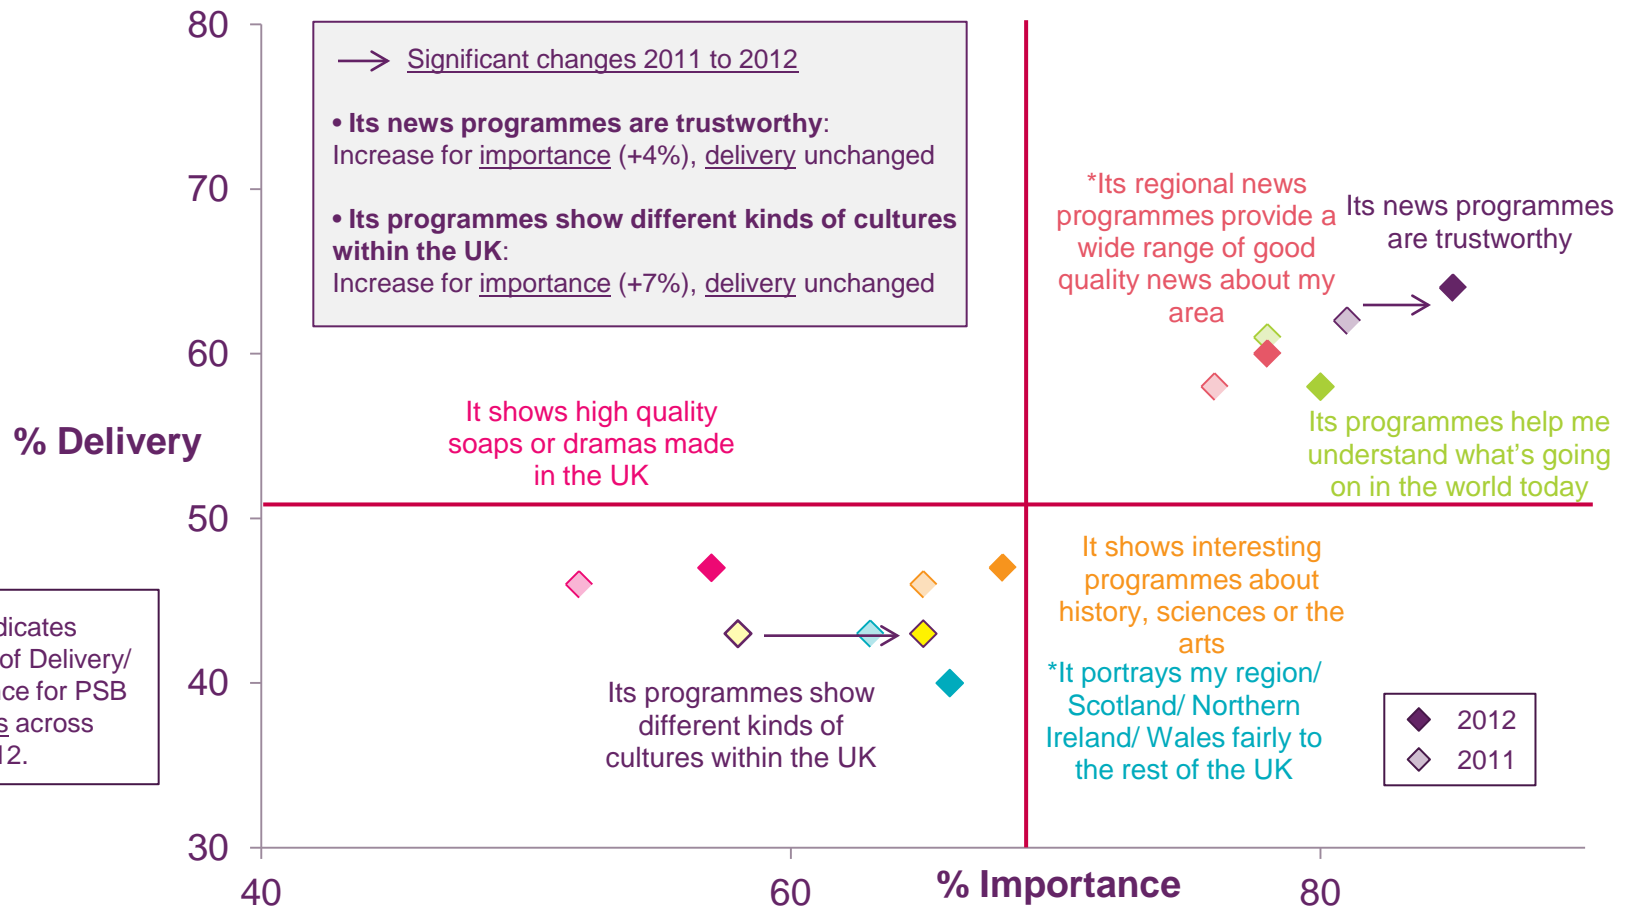 80
70
60
50
40
30
% Delivery
Significant changes 2011 to 2012
• Its news programmes are trustworthy:
Increase for importance (+4%), delivery unchanged
• Its programmes show different kinds of cultures
within the UK:
Increase for importance (+7%), delivery unchanged
*Its regional news
programmes provide a
wide range of good
quality news about my
area
Its news programmes
are trustworthy
It shows high quality
soaps or dramas made
in the UK
Its programmes help me
understand what’s going
on in the world today
It shows interesting
programmes about
history, sciences or the
arts
*It portrays my region/
Scotland/ Northern
Ireland/ Wales fairly to
the rest of the UK
Its programmes show
different kinds of
cultures within the UK
of Delivery/
for PSB
across
2012
2011
40
60
80
% Importance